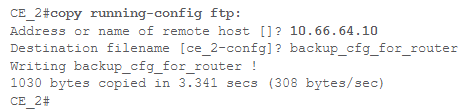 CE_2#copy running-config ftp:
Address or name of remote host []? 10.66.64.10
Destination filename [ce_2-confg]? backup_cfg_for_router
Writing backup_cfg_for_router !
1030 bytes copied in 3.341 secs (308 bytes/sec)
CE_2#